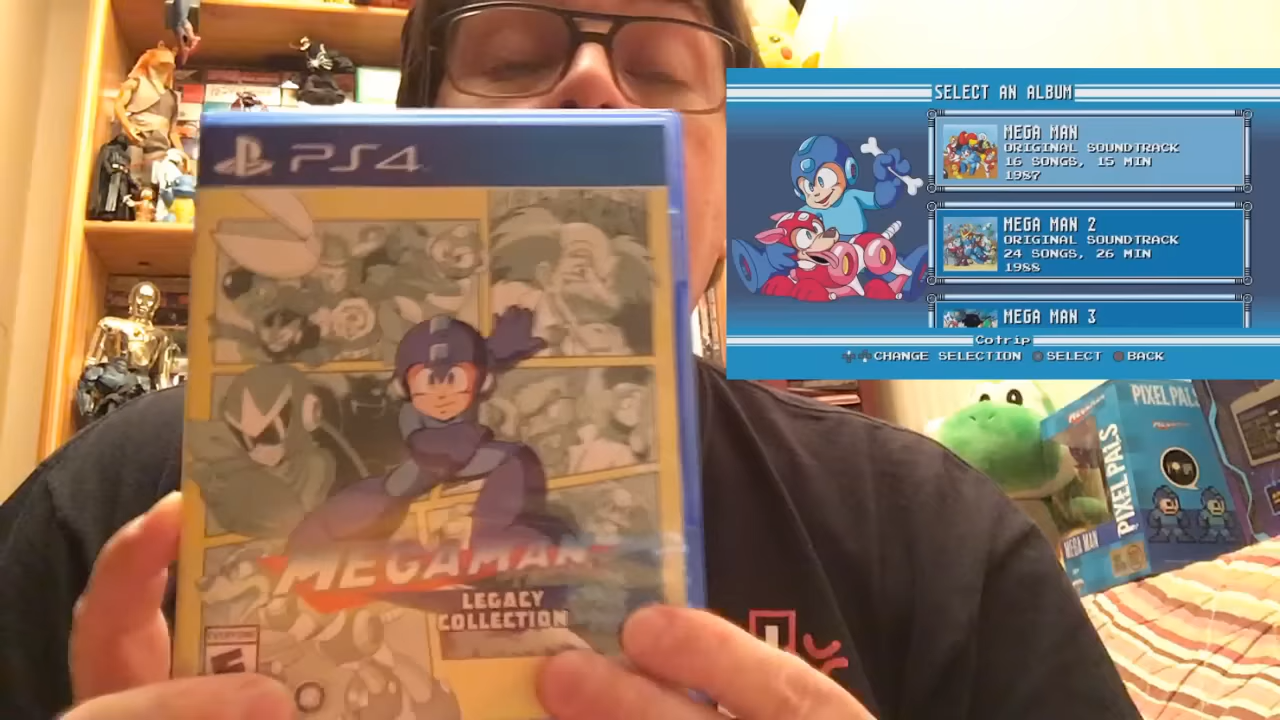 PS4
MEGAMAN
LEGACY
COLLECTION
EVERYONE
E
SELECT AN ALBUM
MEGA MAN
ORIGINAL SOUNDTRACK
16 SONGS, 15 MIN
1987
MEGA MAN 2
ORIGINAL SOUNDTRACK
24 SONGS, 26 MIN
1988
MEGA MAN 3
Cotrip
CHANGE SELECTION SELECT BACK
PIXEL PALS
PIXEL PALS
MEGA MAN